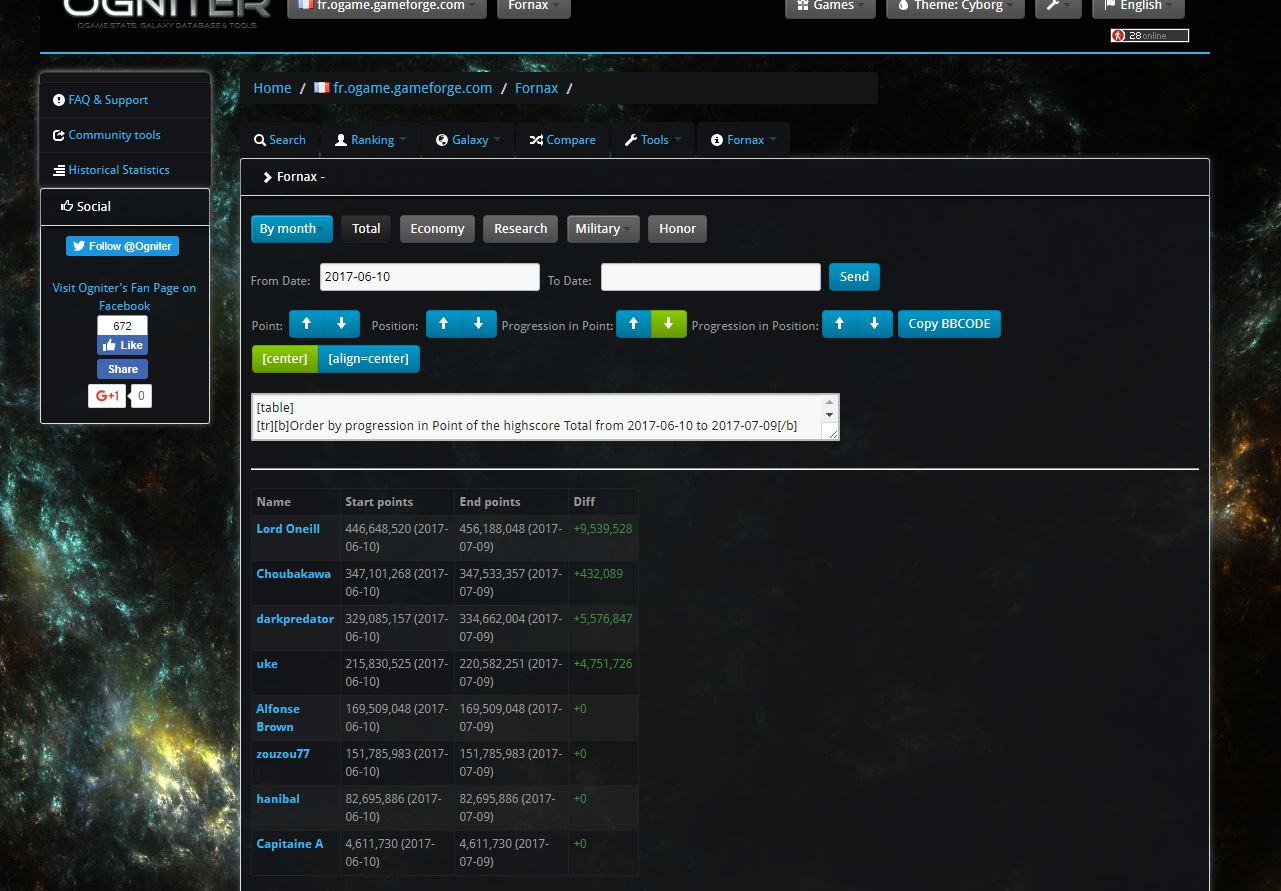 OGNITER
OGAME STATS, GALAXY DATABASE & TOOLS
fr.ogame.gameforge.com
Fornax
Games
Theme: Cyborg
English
28 online
FAQ & Support
Community tools
Historical Statistics
Social
Follow @Ogniter
Visit Ogniter's Fan Page on
Facebook
672
Like
Share
G+1 0
Home / fr.ogame.gameforge.com / Fornax /
Search Ranking Galaxy Compare Tools Fornax
Fornax -
By month Total Economy Research Military Honor
From Date: 2017-06-10 To Date: Send
Point: Position: Progression in Point: Progression in Position: Copy BBCODE
[center] [align=center]
[table]
[tr][b]Order by progression in Point of the highscore Total from 2017-06-10 to 2017-07-09[/b]
Name Start points End points Diff
Lord Oneill 446,648,520 (2017- 456,188,048 (2017- +9,539,528
06-10) 07-09)
Choubakawa 347,101,268 (2017- 347,533,357 (2017- +432,089
06-10) 07-09)
darkpredator 329,085,157 (2017- 334,662,004 (2017- +5,576,847
06-10) 07-09)
uke 215,830,525 (2017- 220,582,251 (2017- +4,751,726
06-10) 07-09)
Alfonse 169,509,048 (2017- 169,509,048 (2017- +0
Brown 06-10) 07-09)
zouzou77 151,785,983 (2017- 151,785,983 (2017- +0
06-10) 07-09)
hanibal 82,695,886 (2017- 82,695,886 (2017- +0
06-10) 07-09)
Capitaine A 4,611,730 (2017- 4,611,730 (2017- +0
06-10) 07-09)